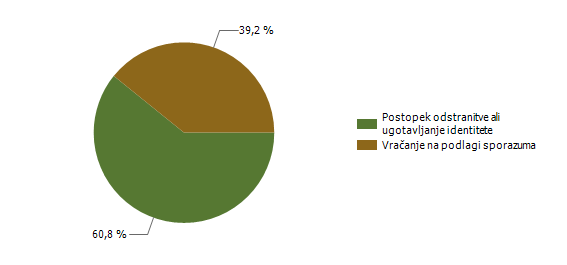 39,2 %
Postopek odstranitve ali
ugotavljanje identitete
Vračanje na podlagi sporazuma
60,8 %